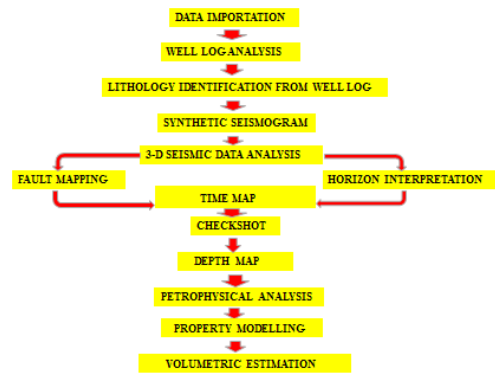 DATA IMPORTATION
WELL LOG ANALYSIS
LITHOLOGY IDENTIFICATION FROM WELL LOG
SYNTHETIC SEISMOGRAM
3-D SEISMIC DATA ANALYSIS
FAULT MAPPING
HORIZON INTERPRETATION
TIME MAP
CHECKSHOT
DEPTH MAP
PETROPHYSICAL ANALYSIS
PROPERTY MODELLING
VOLUMETRIC ESTIMATION